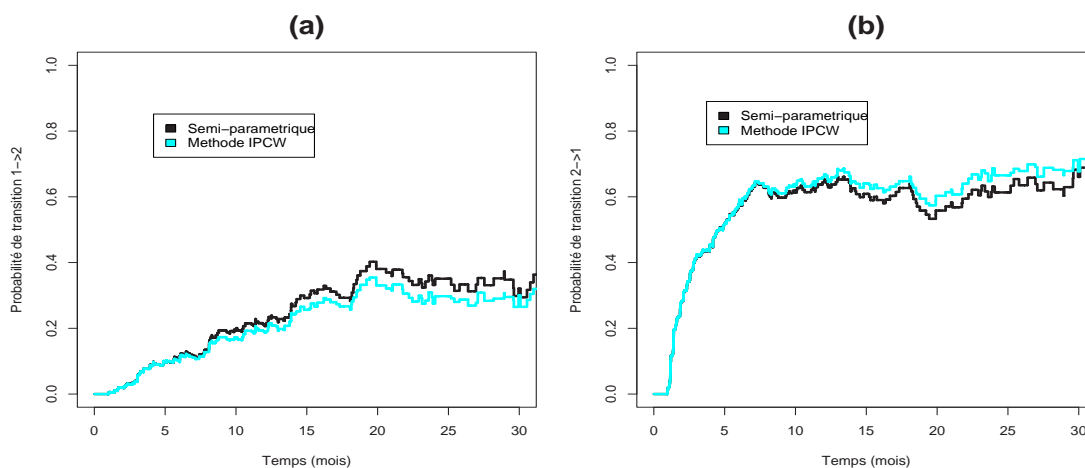 (a)
Probabilité de transition 1->2
0.0 0.2 0.4 0.6 0.8 1.0
Semi-parametrique
Methode IPCW
0 5 10 15 20 25 30
Temps (mois)
(b)
Probabilité de transition 2->1
0.0 0.2 0.4 0.6 0.8 1.0
Semi-parametrique
Methode IPCW
0 5 10 15 20 25 30
Temps (mois)